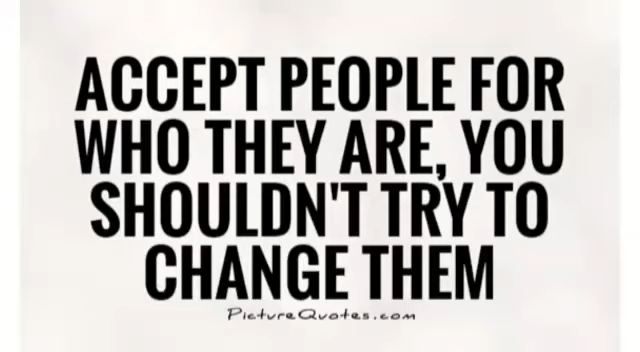 ACCEPT PEOPLE FOR
WHO THEY ARE, YOU
SHOULDN'T TRY TO
CHANGE THEM
PictureQuotes.com